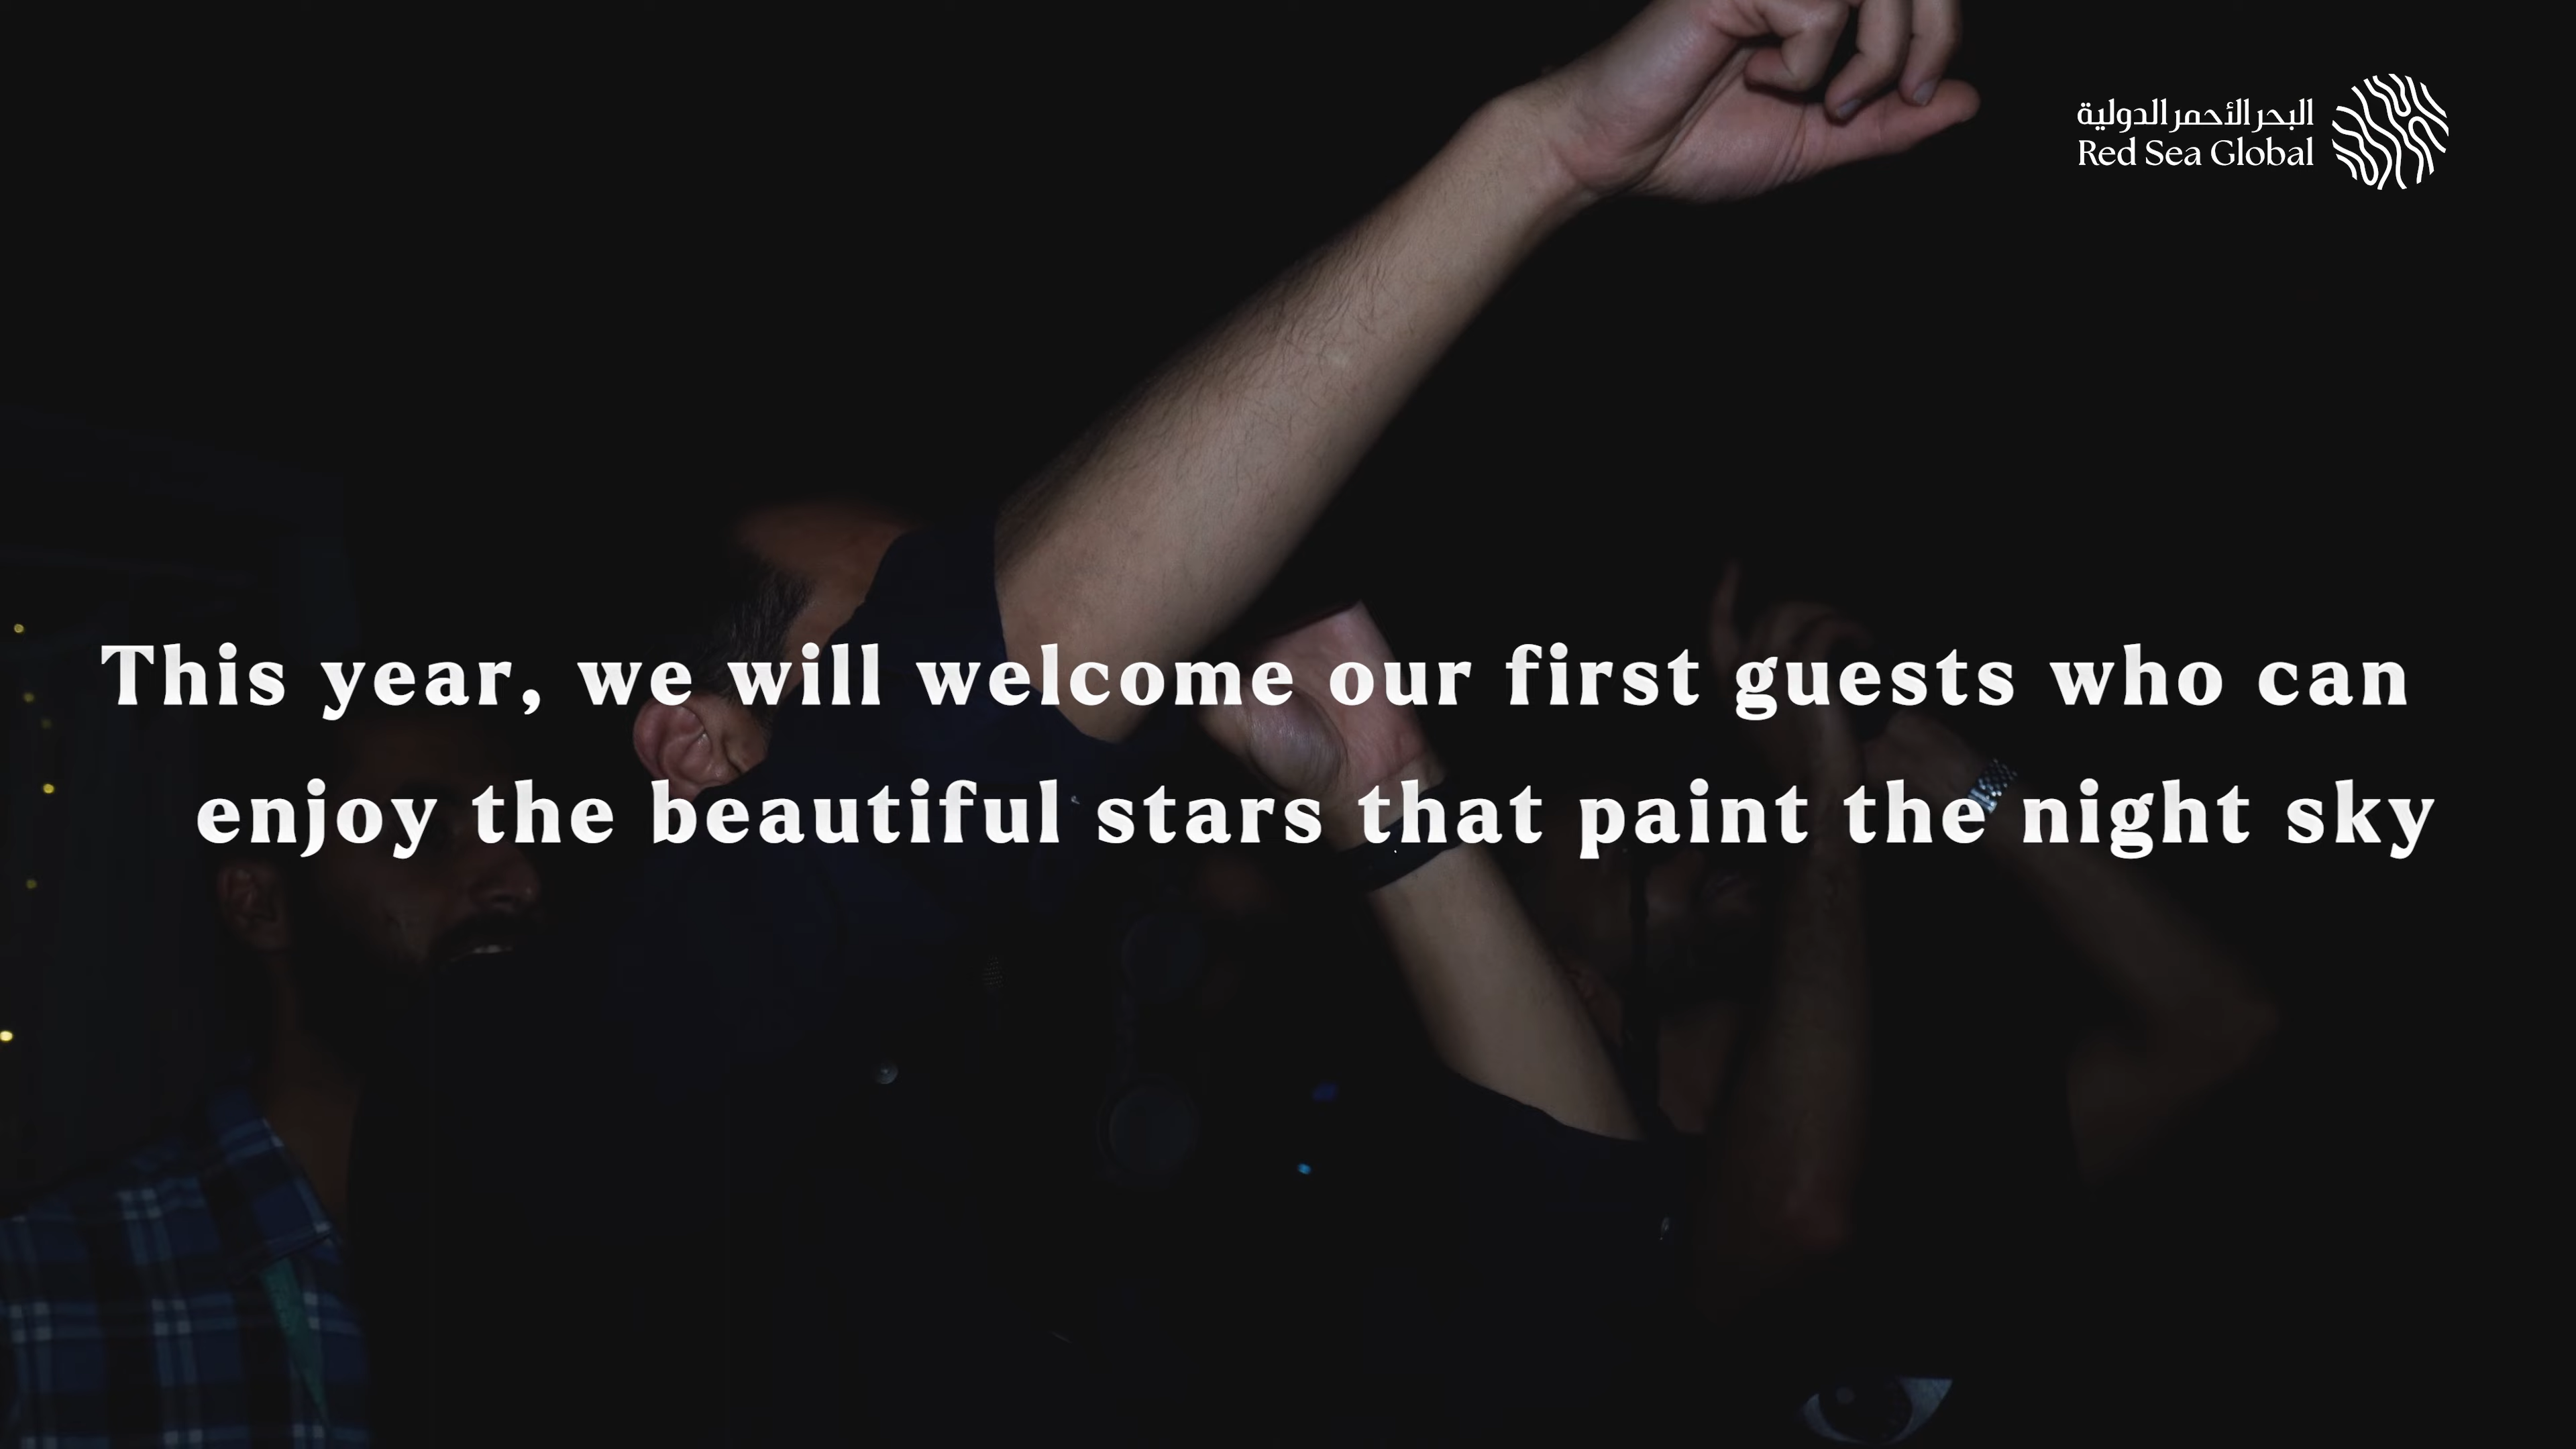 البحر الأحمر الدولية
Red Sea Global
This year, we will welcome our first guests who can
enjoy the beautiful stars that paint the night sky